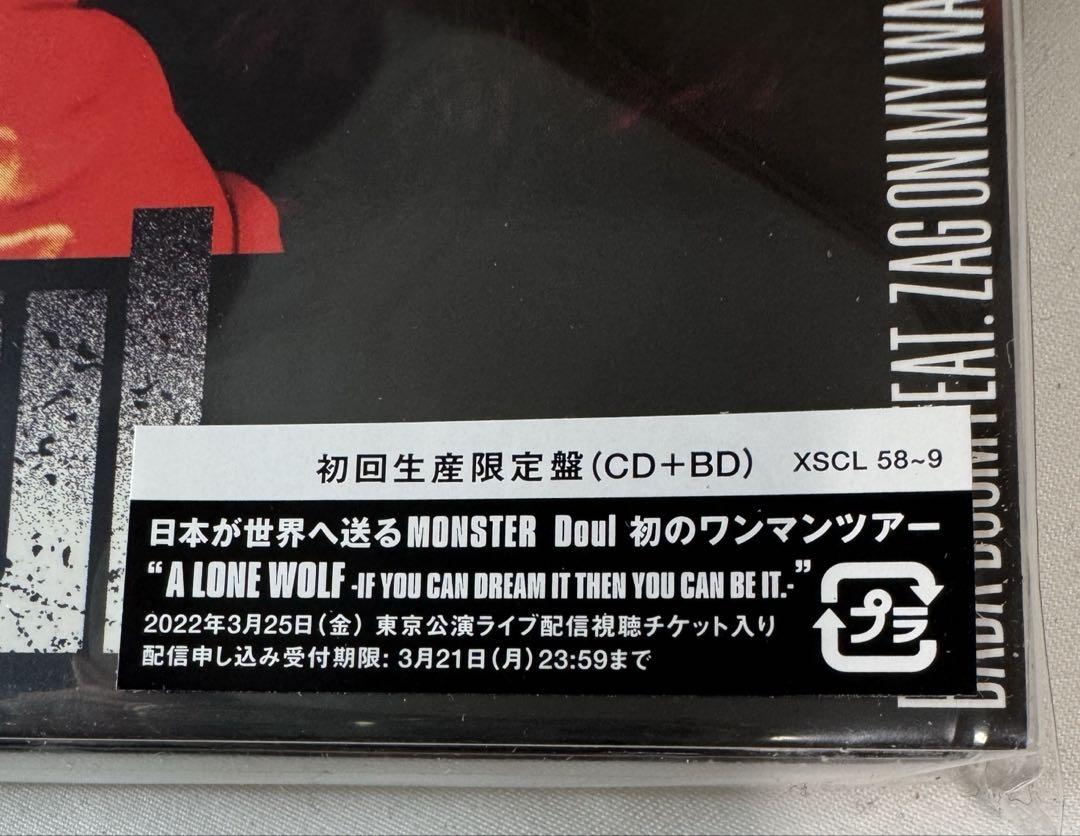 FEAT. ZAG ON MY WA
初回生産限定盤(CD+BD) XSCL 58~9
日本が世界へ送るMONSTER Doul 初のワンマンツアー
“A LONE WOLF -IF YOU CAN DREAM IT THEN YOU CAN BE IT.-”
2022年3月25日(金) 東京公演ライブ配信視聴チケット入り
配信申し込み受付期限: 3月21日(月)23:59まで
プラ